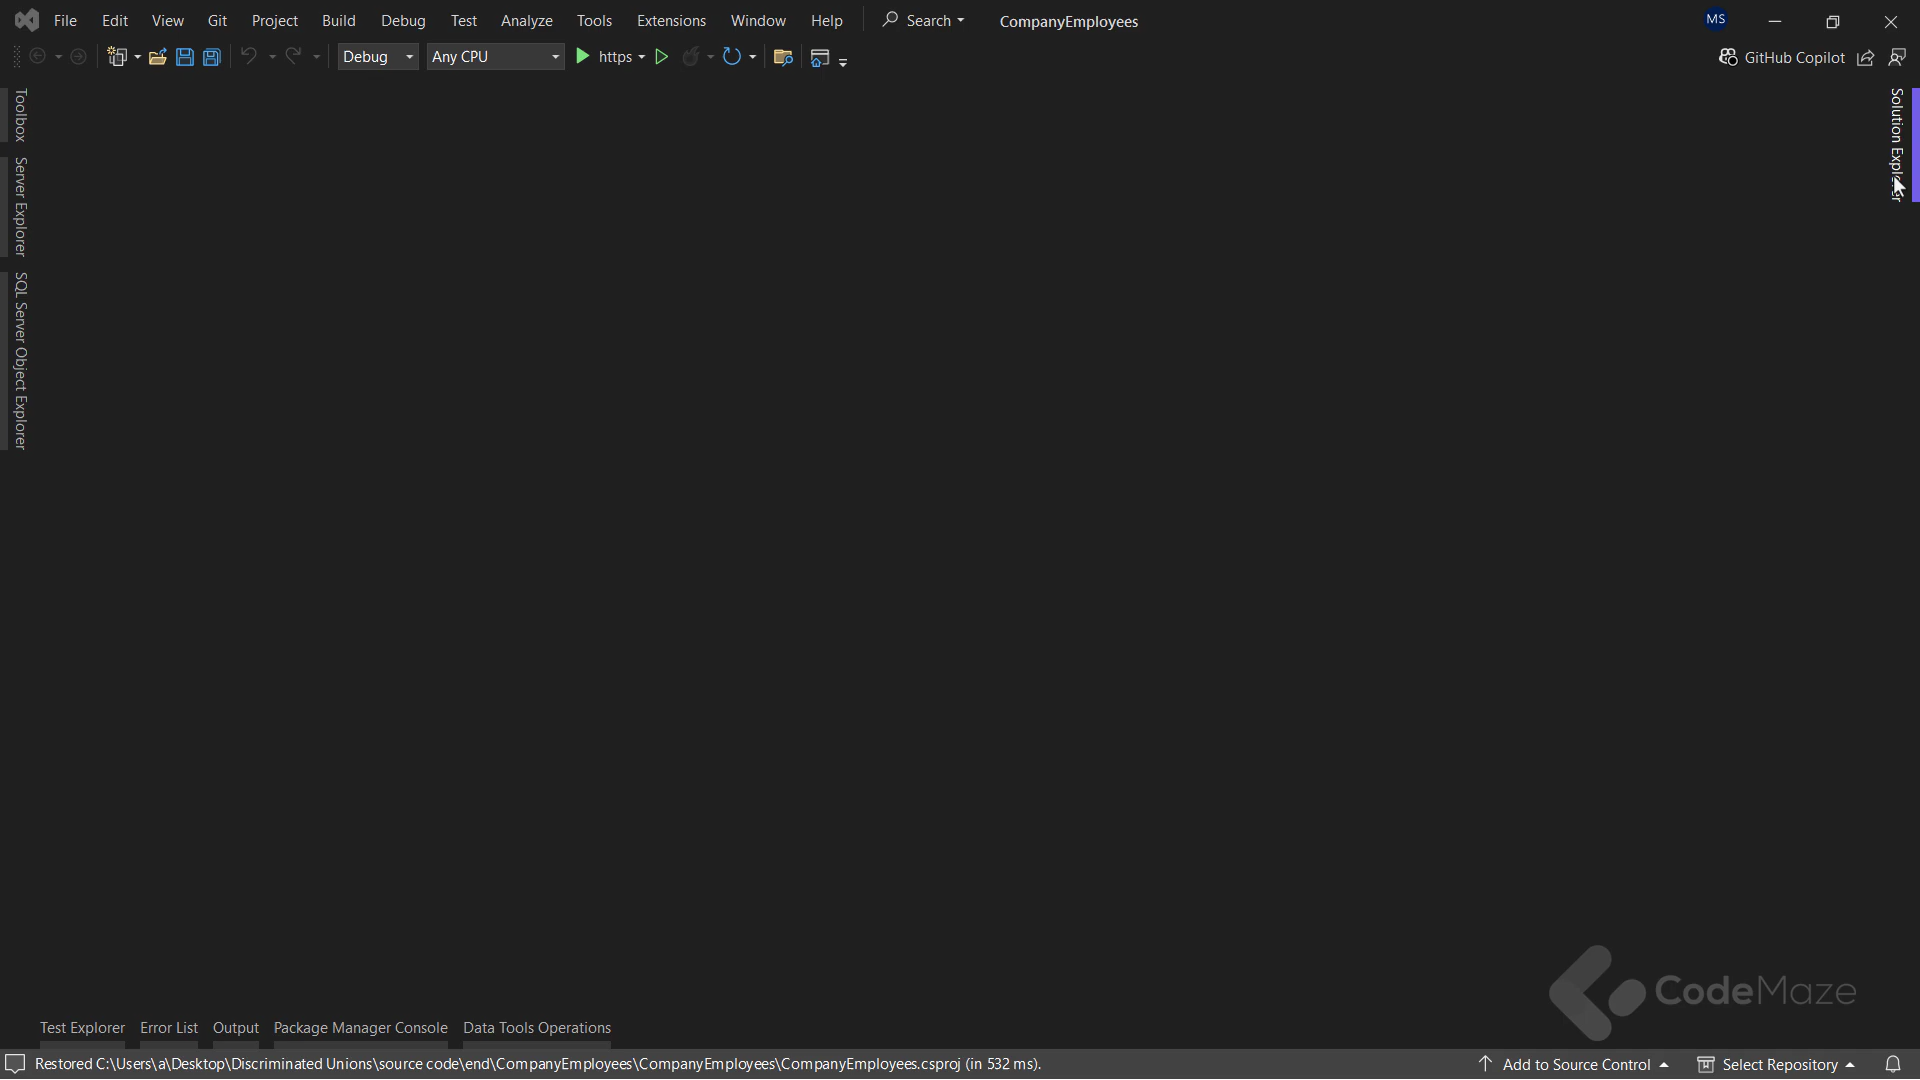 File Edit View Git Project Build Debug Test Analyze Tools Extensions Window Help Search CompanyEmployees MS
Debug Any CPU https GitHub Copilot
Toolbox
Server Explorer
SQL Server Object Explorer
Solution Explorer
CodeMaze
Test Explorer Error List Output Package Manager Console Data Tools Operations
Restored C:\Users\a\Desktop\Discriminated Unions\source code\end\CompanyEmployees\CompanyEmployees\CompanyEmployees.csproj (in 532 ms). Add to Source Control Select Repository